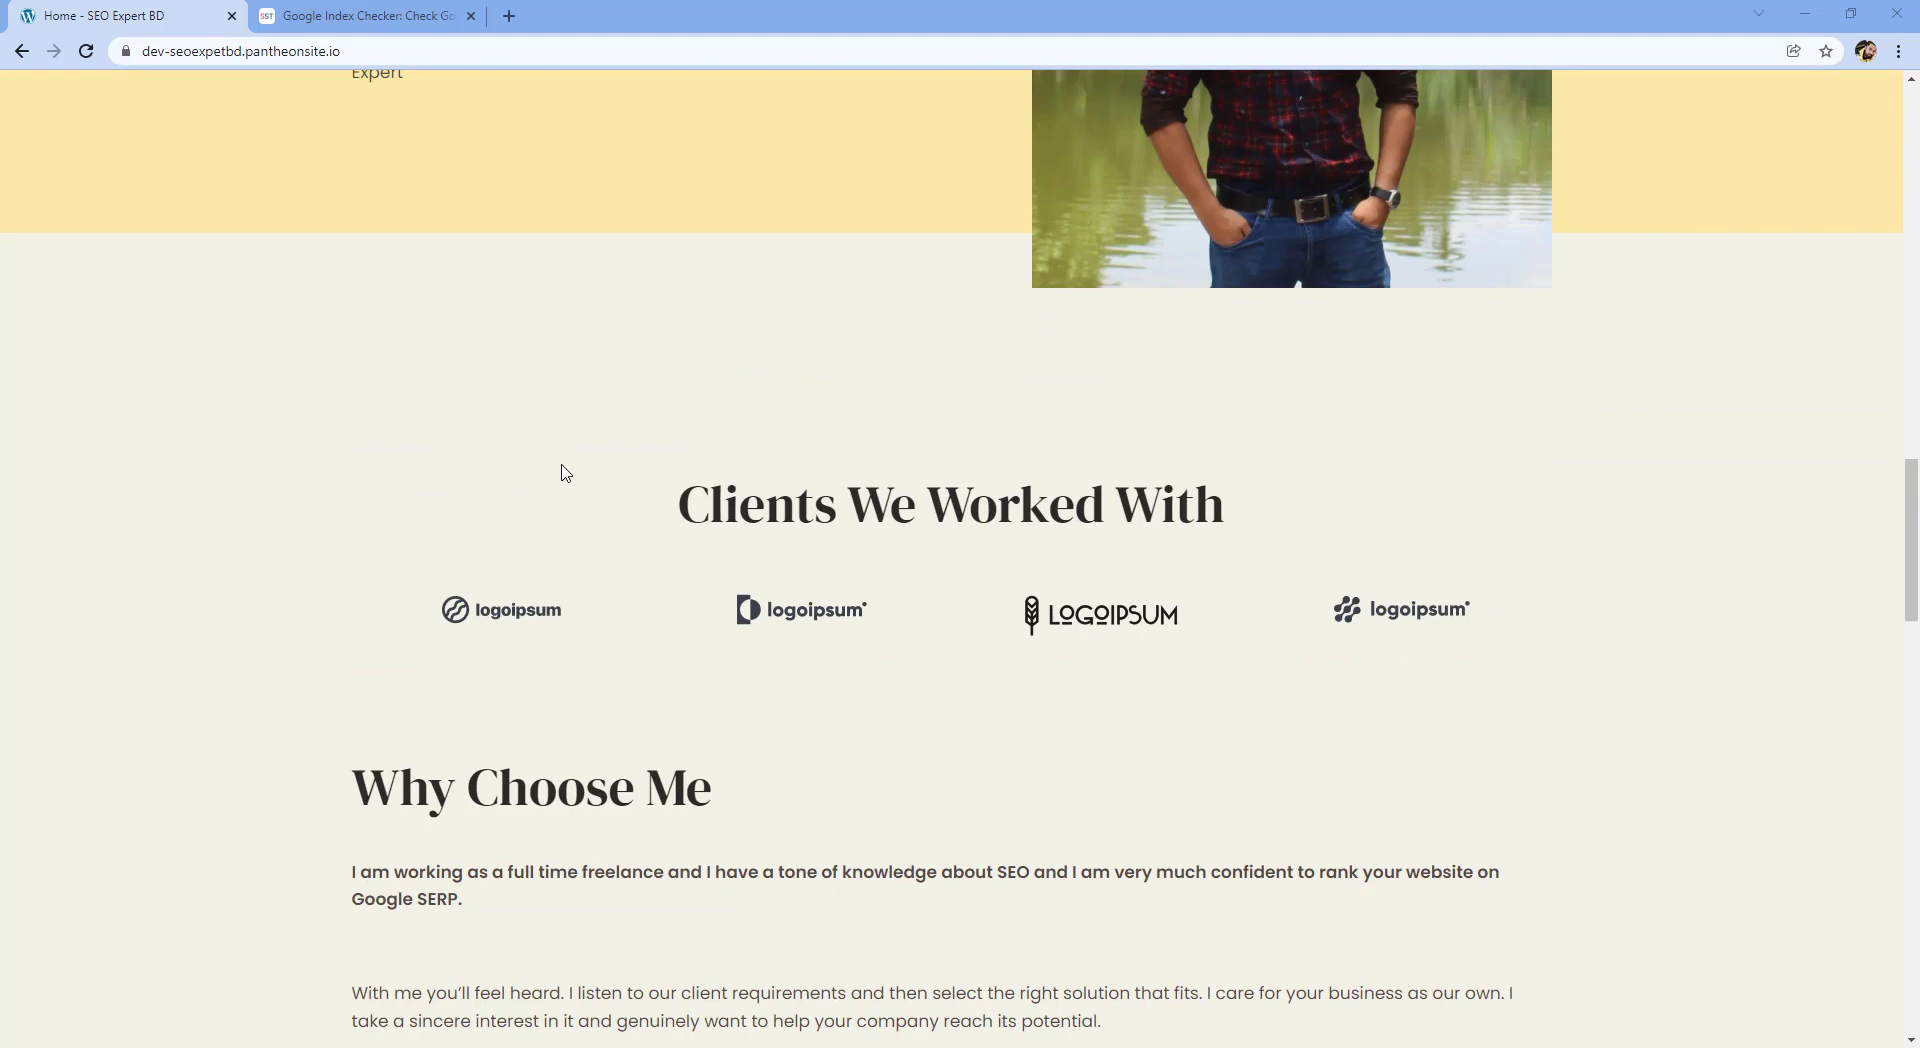 Home - SEO Expert BD
SST
Google Index Checker: Check Go
dev-seoexpetbd.pantheonsite.io
Expert
Clients We Worked With
logoipsum
logoipsum
LOGOIPSUM
logoipsum
Why Choose Me
I am working as a full time freelance and I have a tone of knowledge about SEO and I am very much confident to rank your website on
Google SERP.
With me you’ll feel heard. I listen to our client requirements and then select the right solution that fits. I care for your business as our own. I
take a sincere interest in it and genuinely want to help your company reach its potential.